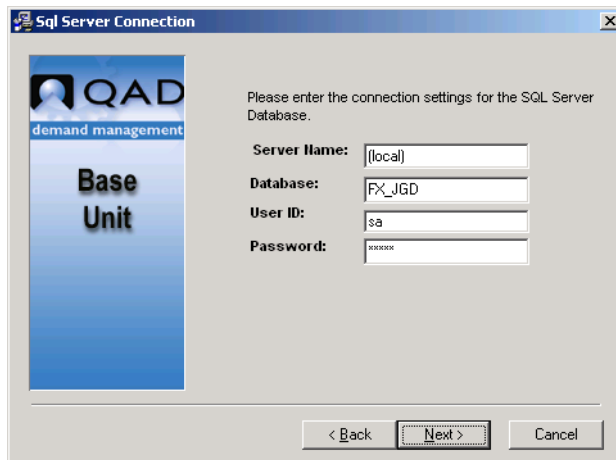 Sql Server Connection
QAD
demand management
Base
Unit
Please enter the connection settings for the SQL Server
Database.
Server Name: (local)
Database: FX_JGD
User ID: sa
Password: *****
< Back Next > Cancel